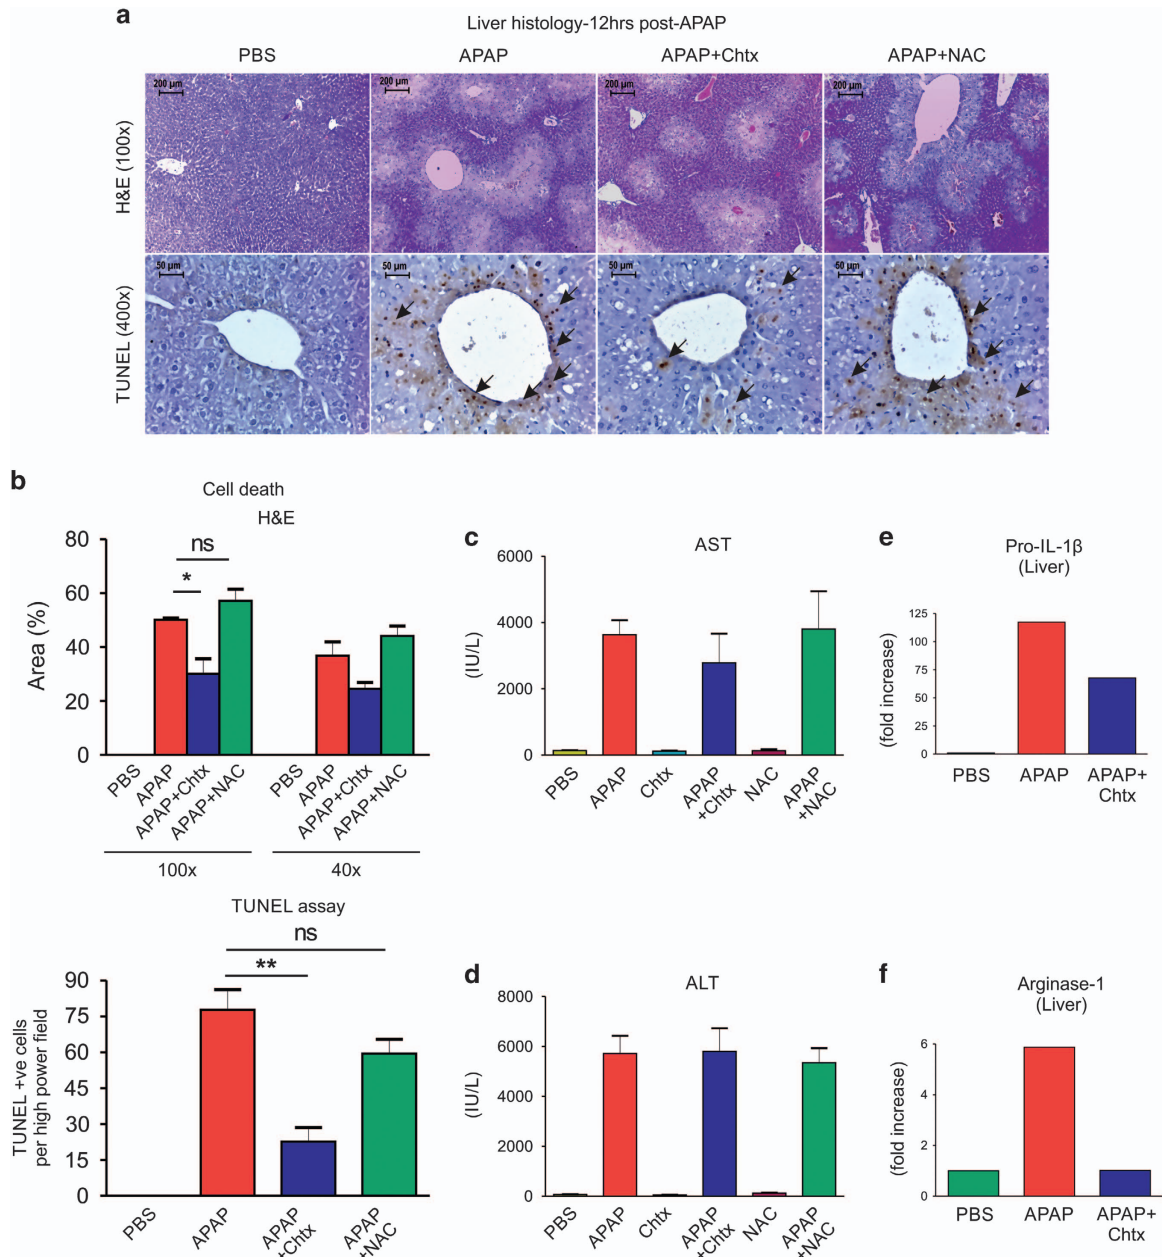 a
Liver histology-12hrs post-APAP
PBS
APAP
APAP+Chtx
APAP+NAC
H&E (100x)
200 µm
200 µm
200 µm
200 µm
TUNEL (400x)
50 µm
50 µm
50 µm
50 µm
b
Cell death
H&E
ns
*
Area (%)
80
60
40
20
0
PBS
APAP
APAP+Chtx
APAP+NAC
PBS
APAP
APAP+Chtx
APAP+NAC
100x
40x
TUNEL assay
ns
**
TUNEL +ve cells
per high power field
90
75
60
45
30
15
0
PBS
APAP
APAP
+Chtx
APAP
+NAC
c
AST
(IU/L)
6000
4000
2000
0
PBS
APAP
Chtx
APAP
+Chtx
NAC
APAP
+NAC
d
ALT
(IU/L)
8000
6000
4000
2000
0
PBS
APAP
Chtx
APAP
+Chtx
NAC
APAP
+NAC
e
Pro-IL-1β
(Liver)
(fold increase)
125
100
75
50
25
0
PBS
APAP
APAP+
Chtx
f
Arginase-1
(Liver)
(fold increase)
6
4
2
0
PBS
APAP
APAP+
Chtx